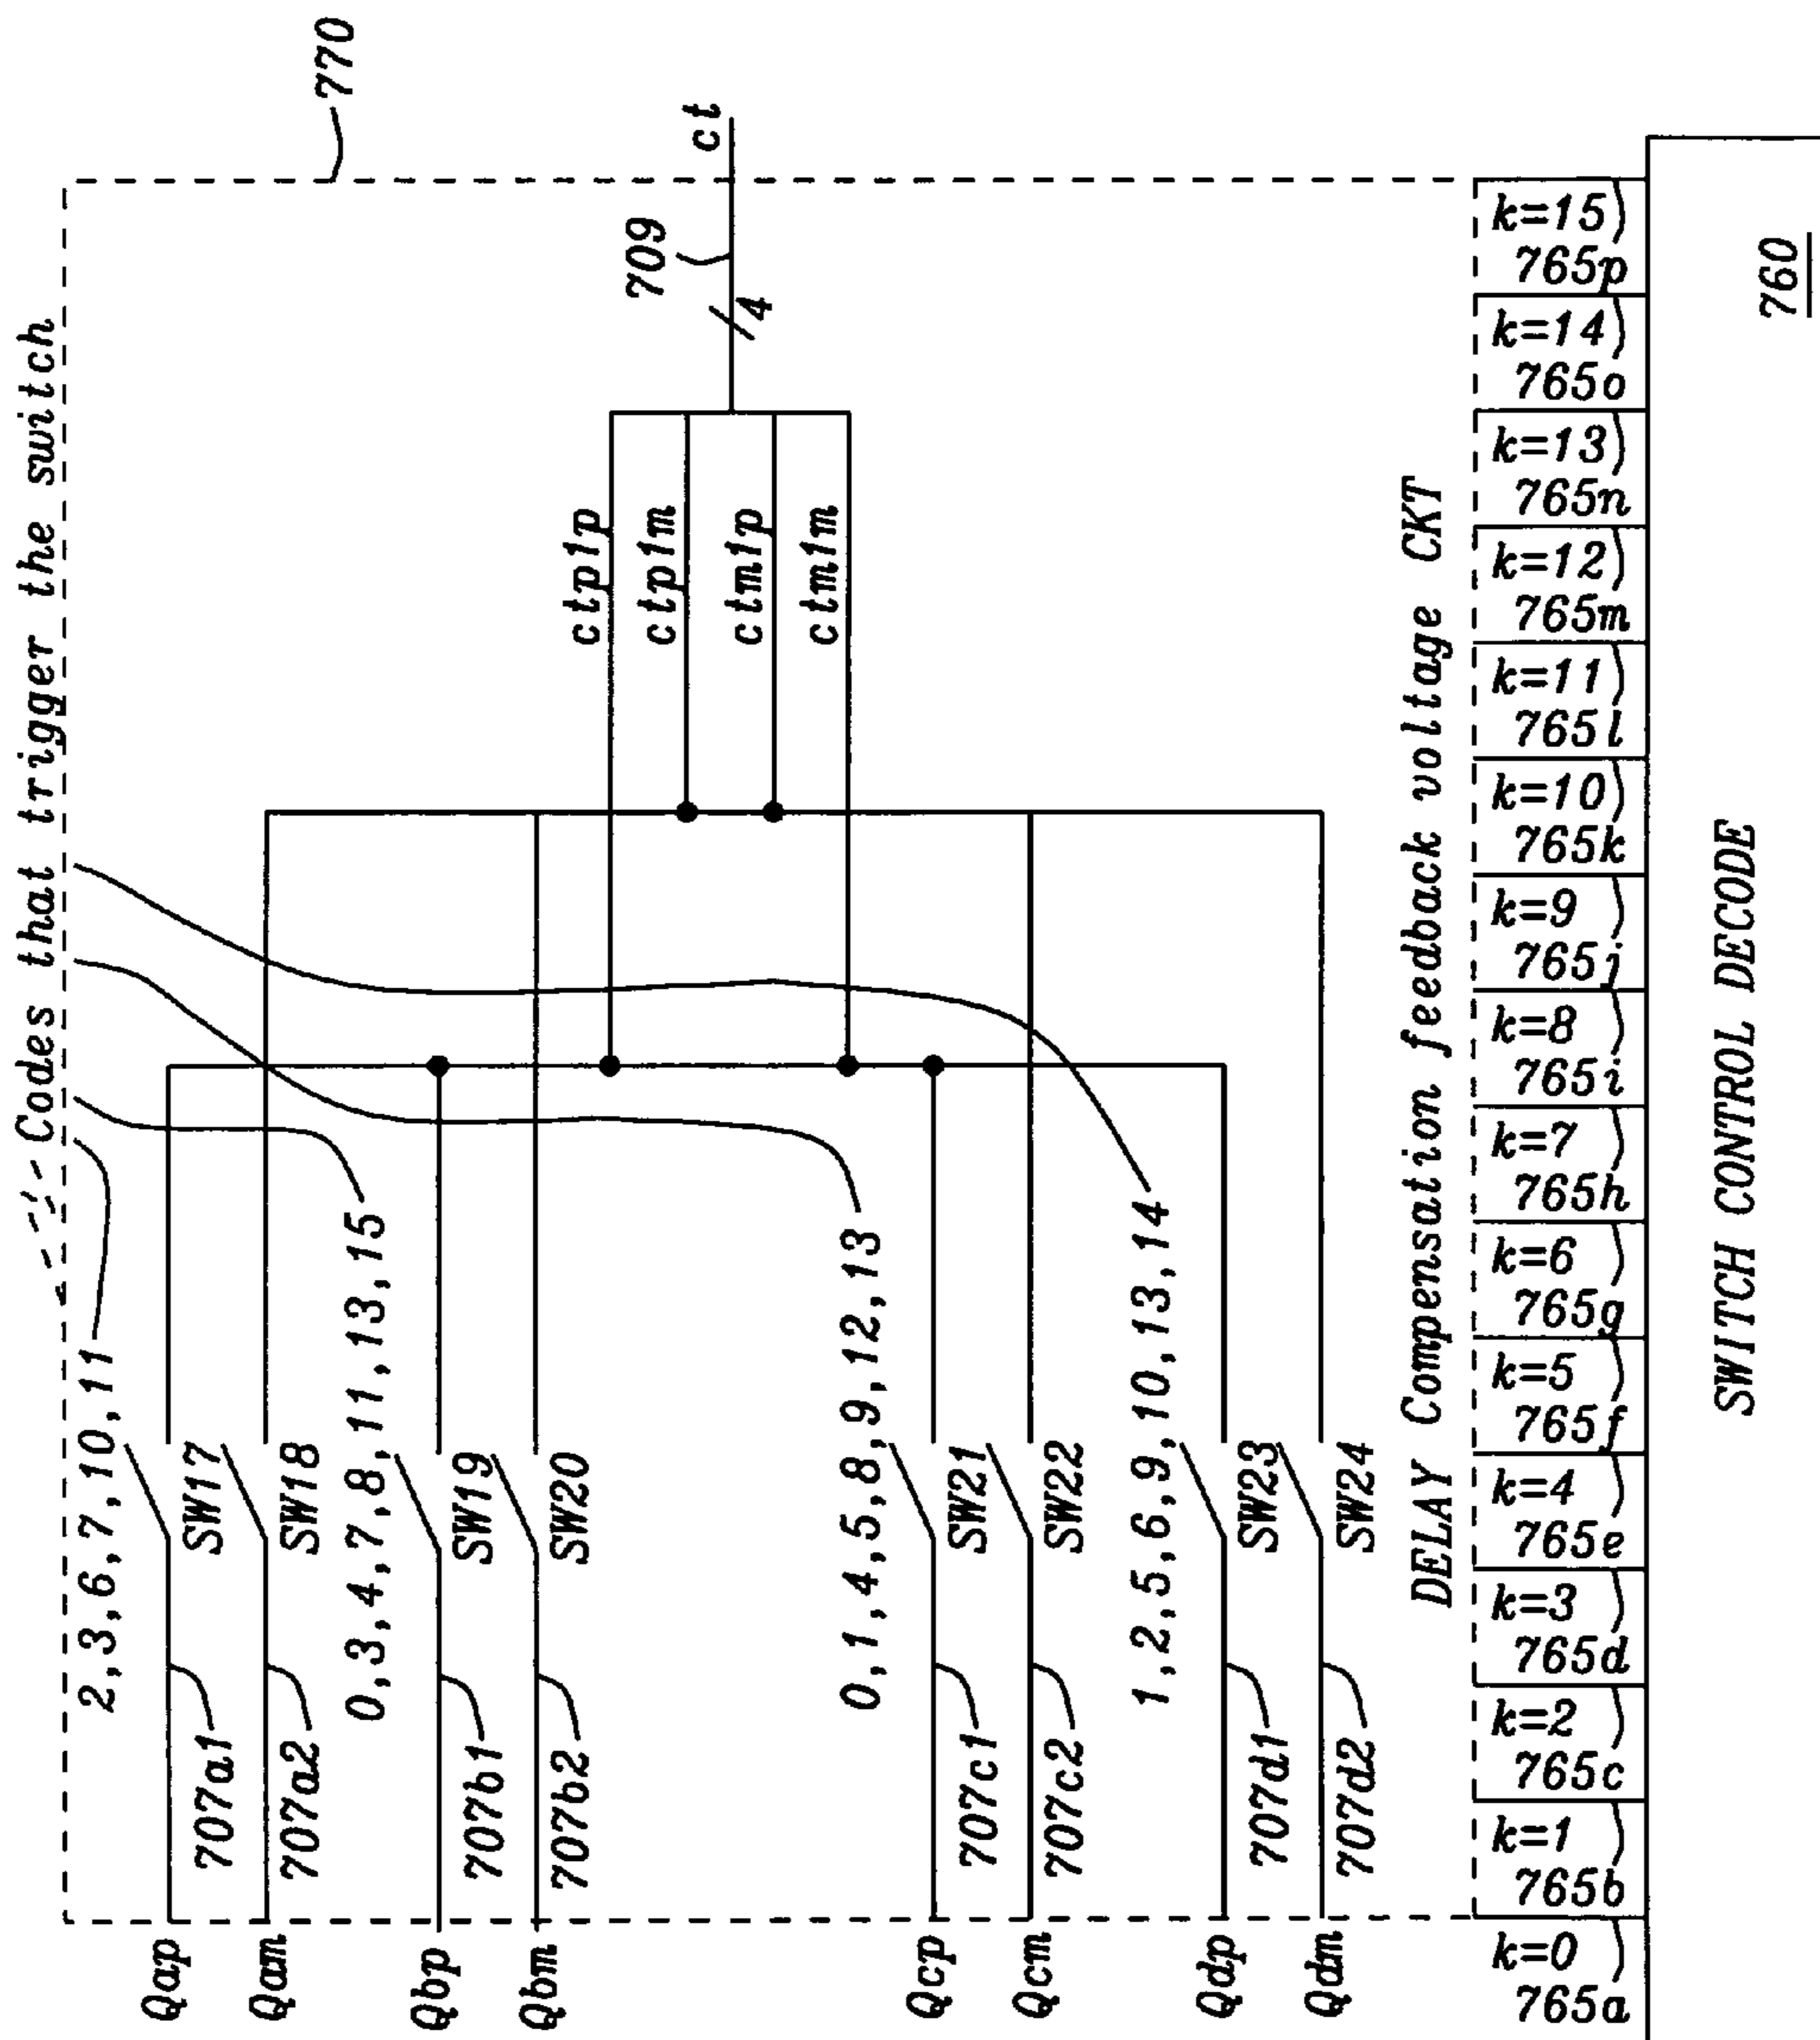 Codes that trigger the switch
770
2,3,6,7,10,11
Qap
707a1
SW17
Qam
707a2
SW18
0,3,4,7,8,11,13,15
Qbp
707b1
SW19
Qbm
707b2
SW20
ctp1p
ctp1m
ctm1p
ctm1m
709
4
ct
0,1,4,5,8,9,12,13
Qcp
707c1
SW21
Qcm
707c2
SW22
1,2,5,6,9,10,13,14
Qdp
707d1
SW23
Qdm
707d2
SW24
DELAY Compensation feedback voltage CKT
k=0 k=1 k=2 k=3 k=4 k=5 k=6 k=7 k=8 k=9 k=10 k=11 k=12 k=13 k=14 k=15
765a 765b 765c 765d 765e 765f 765g 765h 765i 765j 765k 765l 765m 765n 765o 765p
SWITCH CONTROL DECODE
760